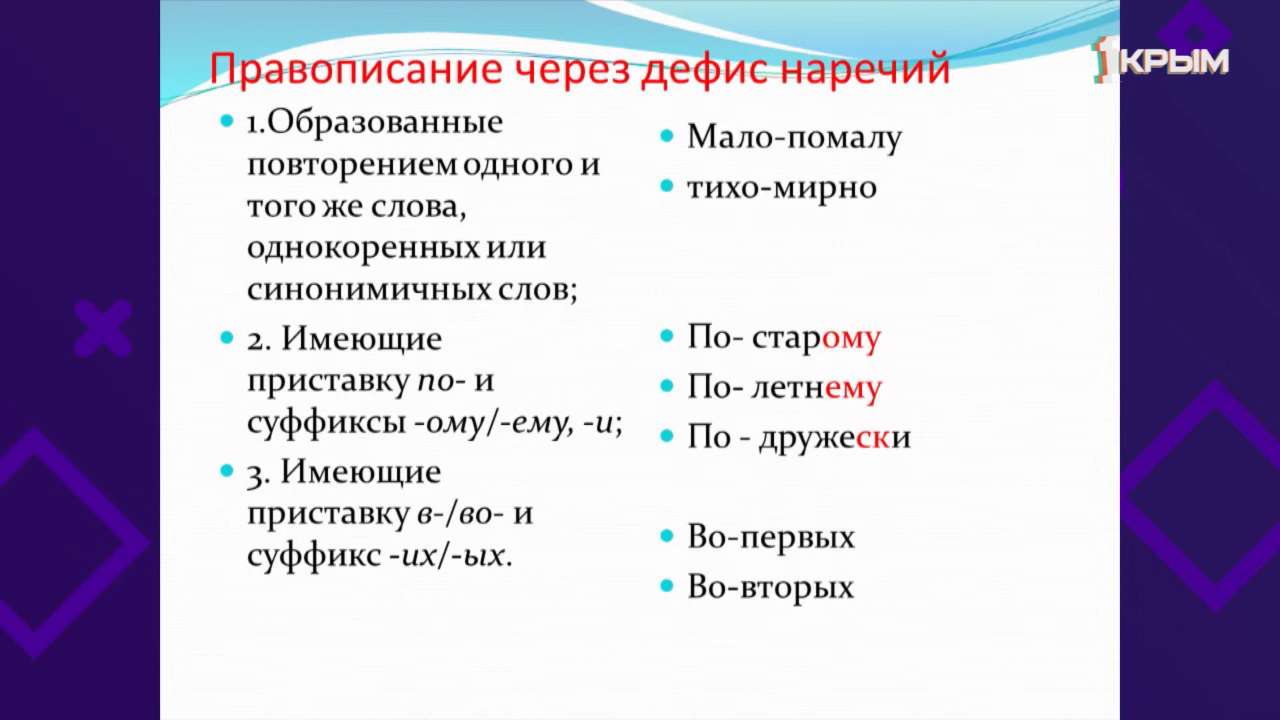 Правописание через дефис наречий
1.Образованные
повторением одного и
того же слова,
однокоренных или
синонимичных слов;
2. Имеющие
приставку по- и
суффиксы -ому/-ему, -и;
3. Имеющие
приставку в-/во- и
суффикс -их/-ых.
Мало-помалу
тихо-мирно
По- старому
По- летнему
По - дружески
Во-первых
Во-вторых
1КРЫМ